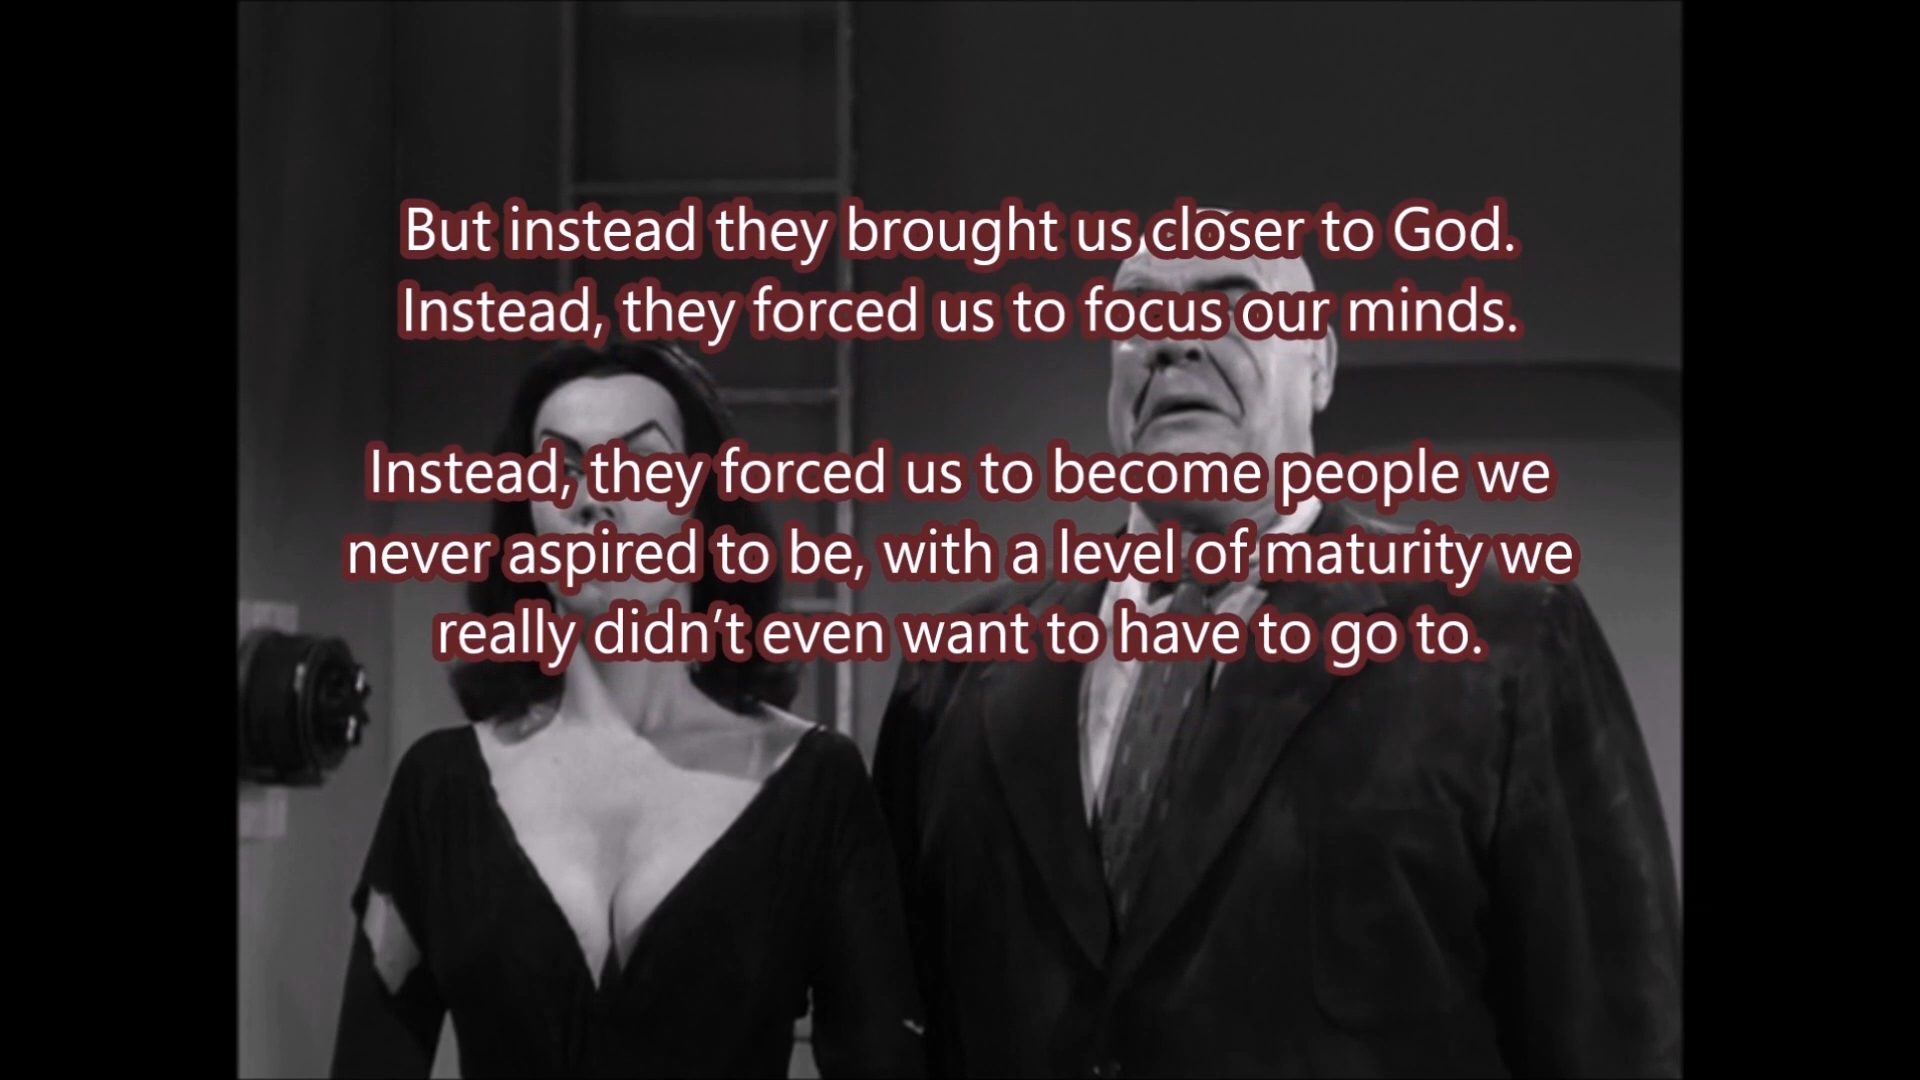 But instead they brought us closer to God.
Instead, they forced us to focus our minds.
Instead, they forced us to become people we
never aspired to be, with a level of maturity we
really didn’t even want to have to go to.